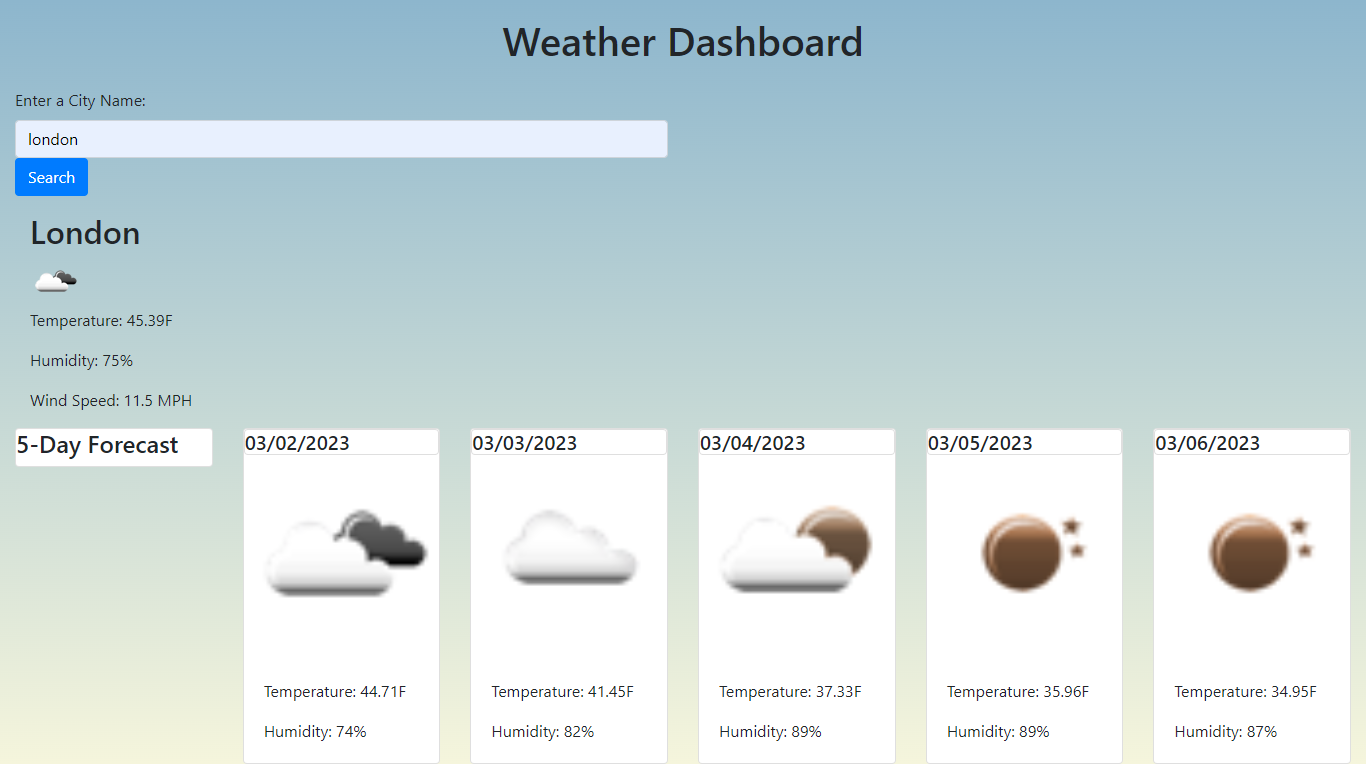 Weather Dashboard
Enter a City Name:
london
Search
London
Temperature: 45.39F
Humidity: 75%
Wind Speed: 11.5 MPH
5-Day Forecast
03/02/2023
Temperature: 44.71F
Humidity: 74%
03/03/2023
Temperature: 41.45F
Humidity: 82%
03/04/2023
Temperature: 37.33F
Humidity: 89%
03/05/2023
Temperature: 35.96F
Humidity: 89%
03/06/2023
Temperature: 34.95F
Humidity: 87%